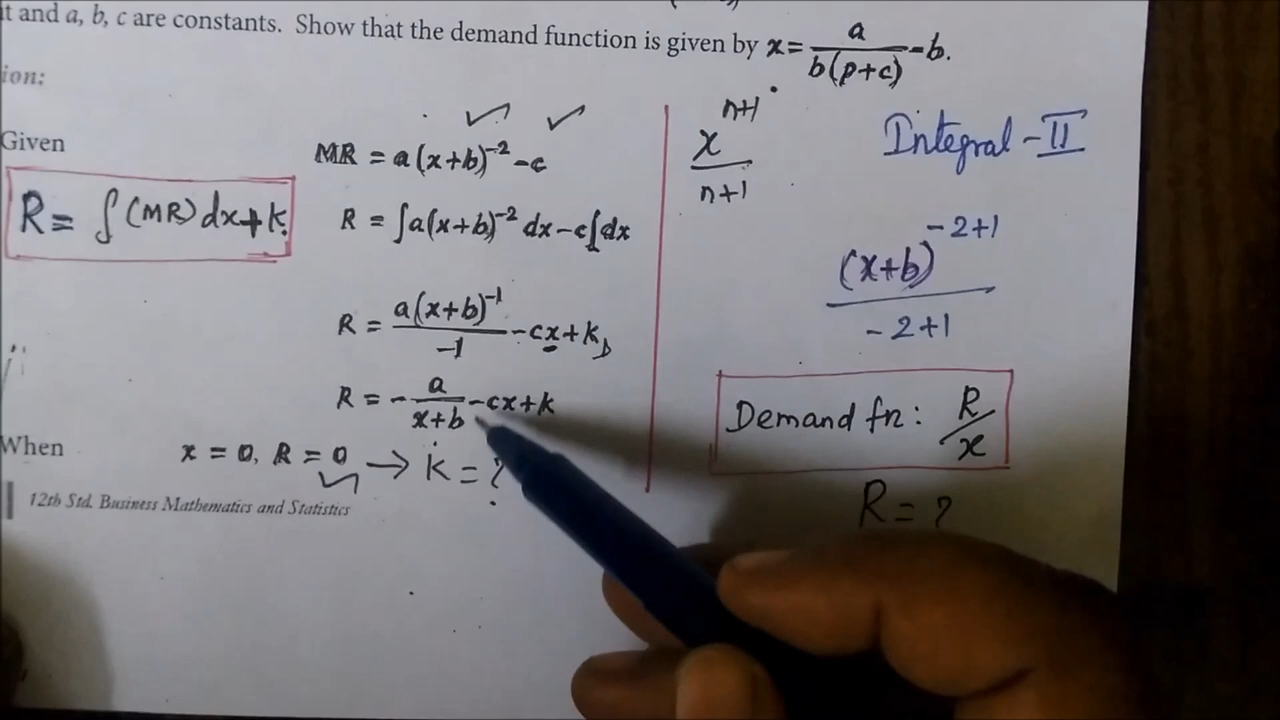 it and a, b, c are constants. Show that the demand function is given by x = a/b(p+c) - b.
ion:
Given
MR = a(x+b)⁻² - c
R = ∫(MR) dx + k
R = ∫a(x+b)⁻² dx - c∫dx
R = a(x+b)⁻¹/-1 - cx + k,
R = - a/x+b - cx + k
When x = 0, R = 0 → k = ?
12th Std. Business Mathematics and Statistics
x^n+1/n+1
Integral - II
(x+b)^-2+1/-2+1
Demand fn: R/x
R = ?